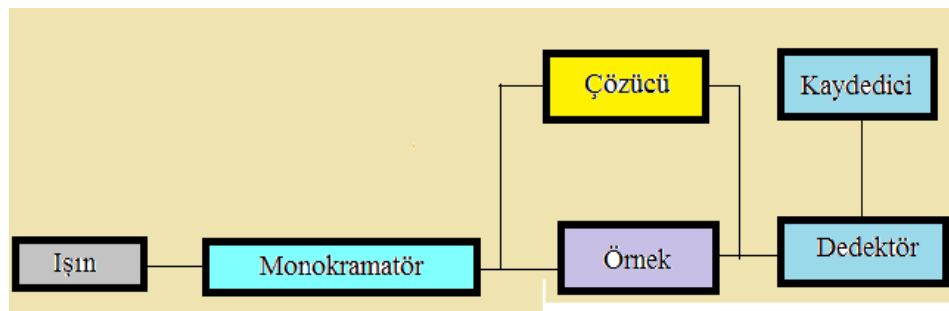 Çözücü
Kaydedici
Işın
Monokramatör
Örnek
Dedektör